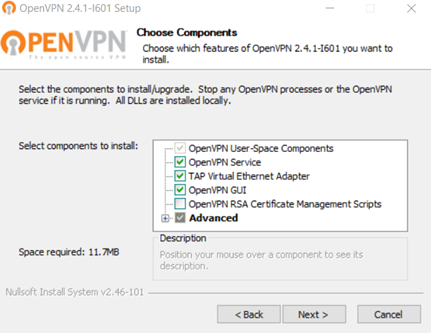 OpenVPN 2.4.1-I601 Setup
OPENVPN
The open source VPN
Choose Components
Choose which features of OpenVPN 2.4.1-I601 you want to
install.
Select the components to install/upgrade. Stop any OpenVPN processes or the OpenVPN
service if it is running. All DLLs are installed locally.
Select components to install:
OpenVPN User-Space Components
OpenVPN Service
TAP Virtual Ethernet Adapter
OpenVPN GUI
OpenVPN RSA Certificate Management Scripts
Advanced
Space required: 11.7MB
Description
Position your mouse over a component to see its
description.
Nullsoft Install System v2.46-101
< Back
Next >
Cancel